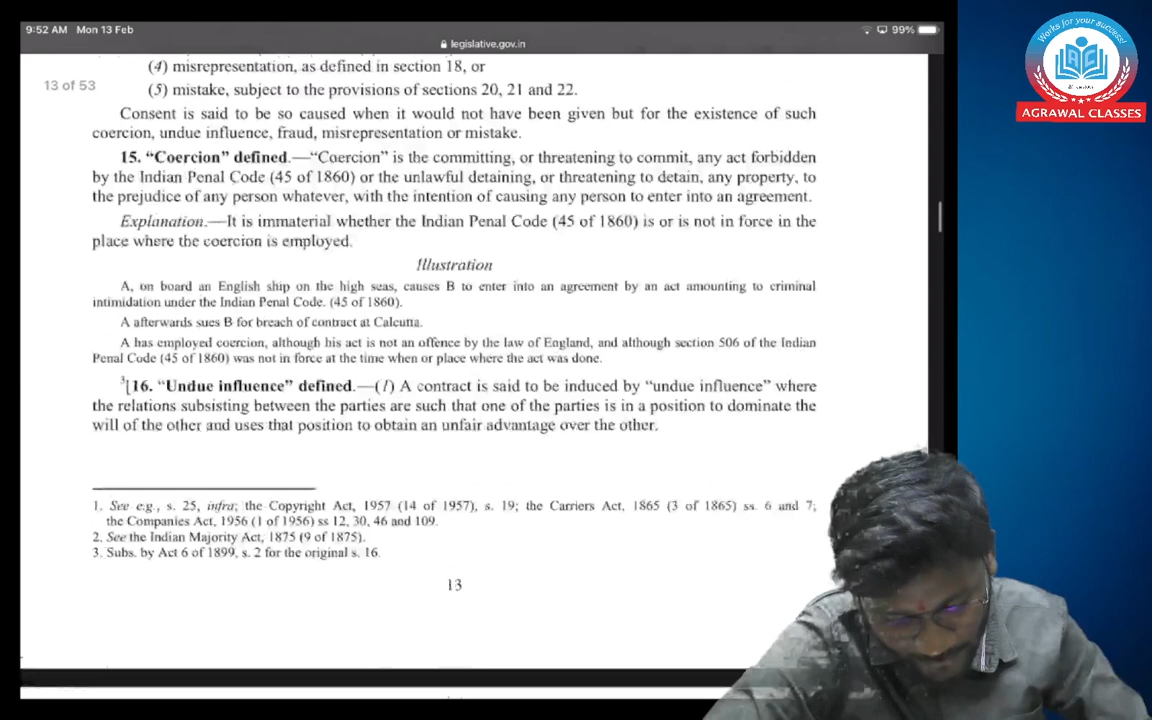 9:52 AM Mon 13 Feb
99%
legislative.gov.in
13 of 53
(4) misrepresentation, as defined in section 18, or
(5) mistake, subject to the provisions of sections 20, 21 and 22.
Consent is said to be so caused when it would not have been given but for the existence of such
coercion, undue influence, fraud, misrepresentation or mistake.
15. “Coercion” defined.—“Coercion” is the committing, or threatening to commit, any act forbidden
by the Indian Penal Code (45 of 1860) or the unlawful detaining, or threatening to detain, any property, to
the prejudice of any person whatever, with the intention of causing any person to enter into an agreement.
Explanation.—It is immaterial whether the Indian Penal Code (45 of 1860) is or is not in force in the
place where the coercion is employed.
Illustration
A, on board an English ship on the high seas, causes B to enter into an agreement by an act amounting to criminal
intimidation under the Indian Penal Code. (45 of 1860).
A afterwards sues B for breach of contract at Calcutta.
A has employed coercion, although his act is not an offence by the law of England, and although section 506 of the Indian
Penal Code (45 of 1860) was not in force at the time when or place where the act was done.
3[16. “Undue influence” defined.—(1) A contract is said to be induced by “undue influence” where
the relations subsisting between the parties are such that one of the parties is in a position to dominate the
will of the other and uses that position to obtain an unfair advantage over the other.
1. See e.g., s. 25, infra; the Copyright Act, 1957 (14 of 1957), s. 19; the Carriers Act, 1865 (3 of 1865) ss. 6 and 7;
the Companies Act, 1956 (1 of 1956) ss 12, 30, 46 and 109.
2. See the Indian Majority Act, 1875 (9 of 1875).
3. Subs. by Act 6 of 1899, s. 2 for the original s. 16.
13
Works for your success!
AC
AGRAWAL CLASSES